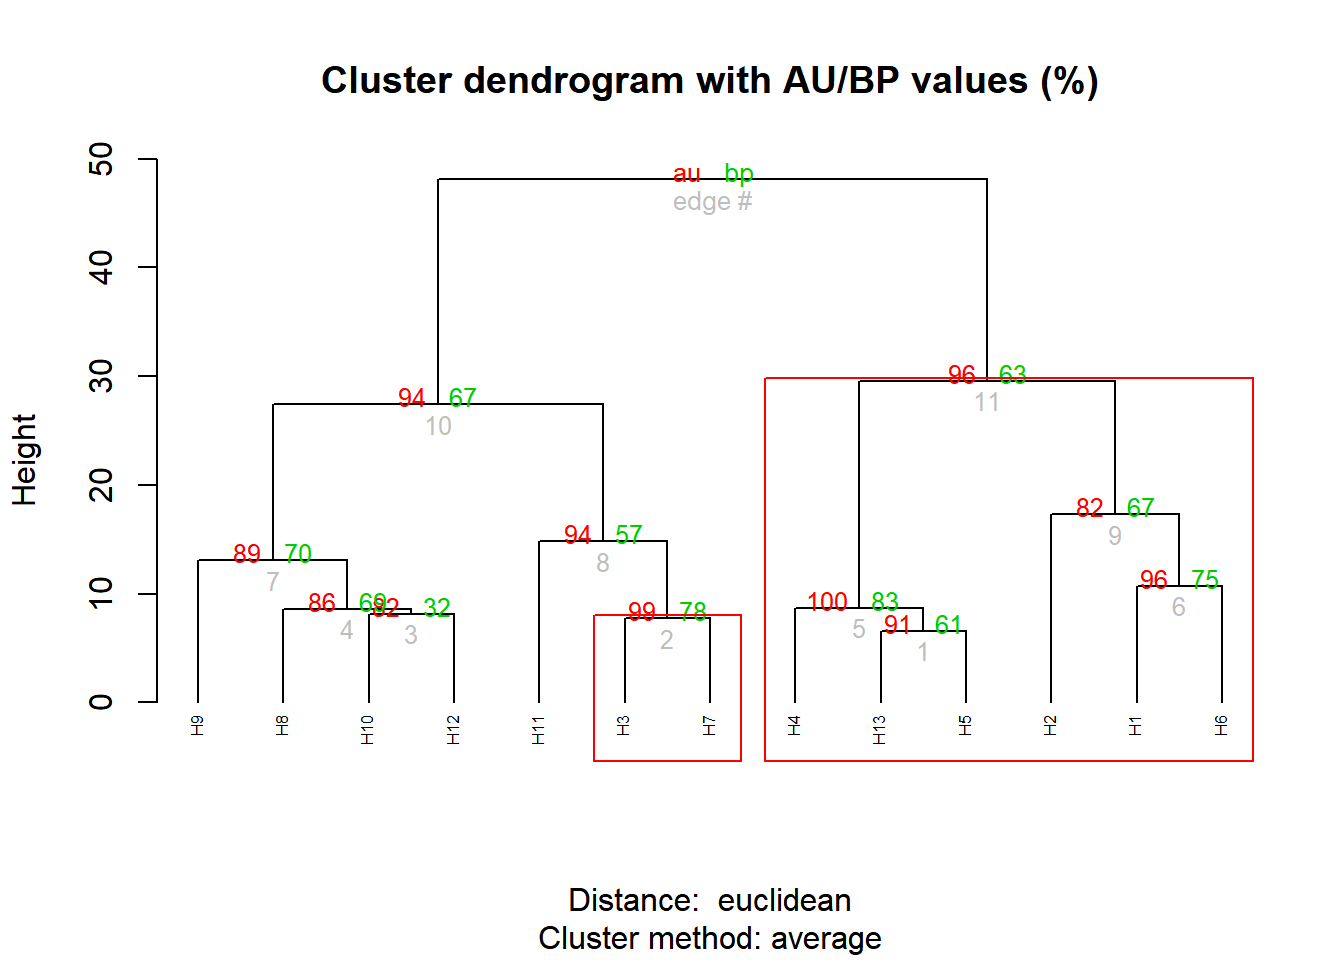 Cluster dendrogram with AU/BP values (%)
50
40
30
20
10
0
Height
au bp
edge #
96 63
11
94 67
10
82 67
9
94 57
8
89 70
7
96 75
6
100 83
5
86 69
4
82 32
3
99 78
2
91 61
1
H9
H8
H10
H12
H11
H3
H7
H4
H13
H5
H2
H1
H6
Distance: euclidean
Cluster method: average